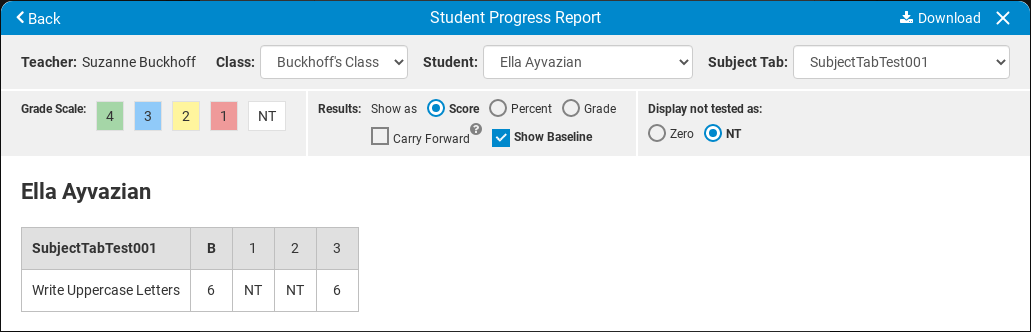 Back Student Progress Report Download
Teacher: Suzanne Buckhoff Class: Buckhoff's Class Student: Ella Ayvazian Subject Tab: SubjectTabTest001
Grade Scale: 4 3 2 1 NT
Results: Show as Score Percent Grade
Carry Forward ? Show Baseline
Display not tested as:
Zero NT
Ella Ayvazian
SubjectTabTest001 B 1 2 3
Write Uppercase Letters 6 NT NT 6